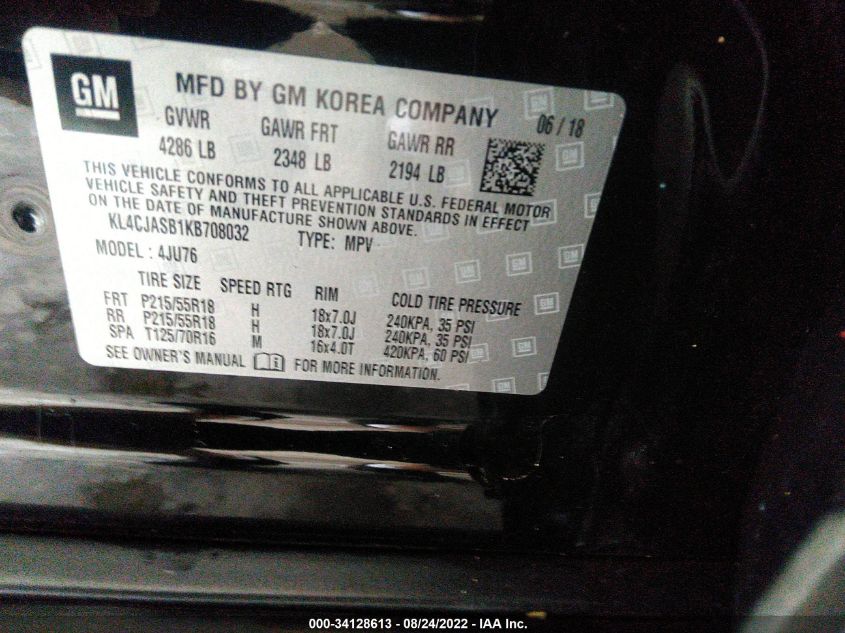 GM
MFD BY GM KOREA COMPANY 06 / 18
GVWR GAWR FRT GAWR RR
4286 LB 2348 LB 2194 LB
THIS VEHICLE CONFORMS TO ALL APPLICABLE U.S. FEDERAL MOTOR
VEHICLE SAFETY AND THEFT PREVENTION STANDARDS IN EFFECT
ON THE DATE OF MANUFACTURE SHOWN ABOVE.
KL4CJASB1KB708032 TYPE: MPV
MODEL : 4JU76
TIRE SIZE SPEED RTG RIM COLD TIRE PRESSURE
FRT P215/55R18 H 18x7.0J 240KPA, 35 PSI
RR P215/55R18 H 18x7.0J 240KPA, 35 PSI
SPA T125/70R16 M 16x4.0T 420KPA, 60 PSI
SEE OWNER'S MANUAL FOR MORE INFORMATION.
000-34128613 - 08/24/2022 - IAA Inc.